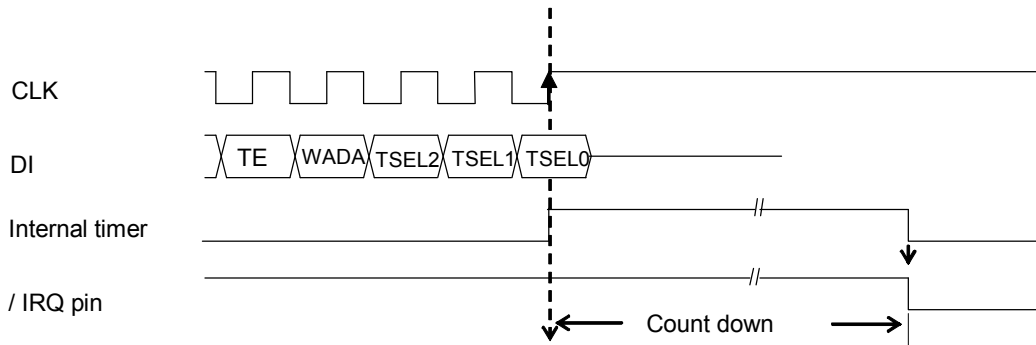 CLK
DI TE WADA TSEL2 TSEL1 TSEL0
Internal timer
/ IRQ pin
Count down